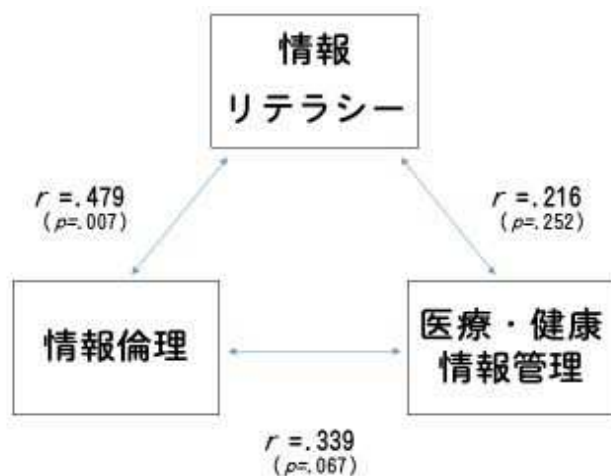 情報
リテラシー
r =.479
(p=.007)
r =.216
(p=.252)
情報倫理
医療・健康
情報管理
r =.339
(p=.067)